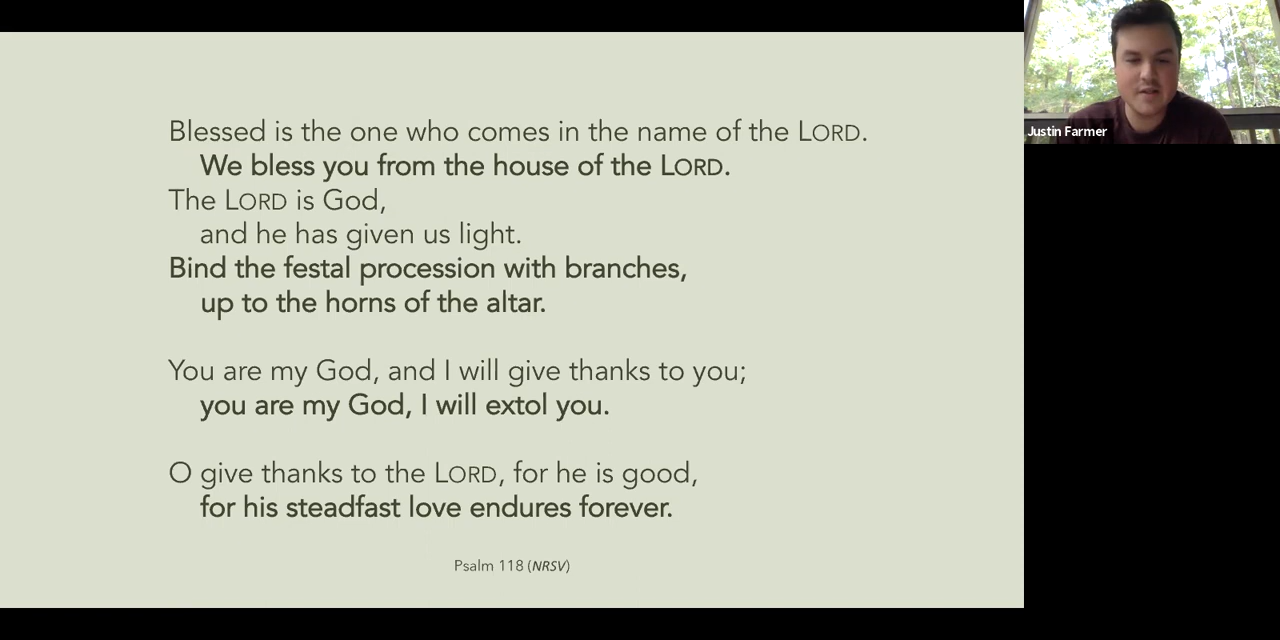 Blessed is the one who comes in the name of the LORD.
We bless you from the house of the LORD.
The LORD is God,
and he has given us light.
Bind the festal procession with branches,
up to the horns of the altar.
You are my God, and I will give thanks to you;
you are my God, I will extol you.
O give thanks to the LORD, for he is good,
for his steadfast love endures forever.
Psalm 118 (NRSV)
Justin Farmer